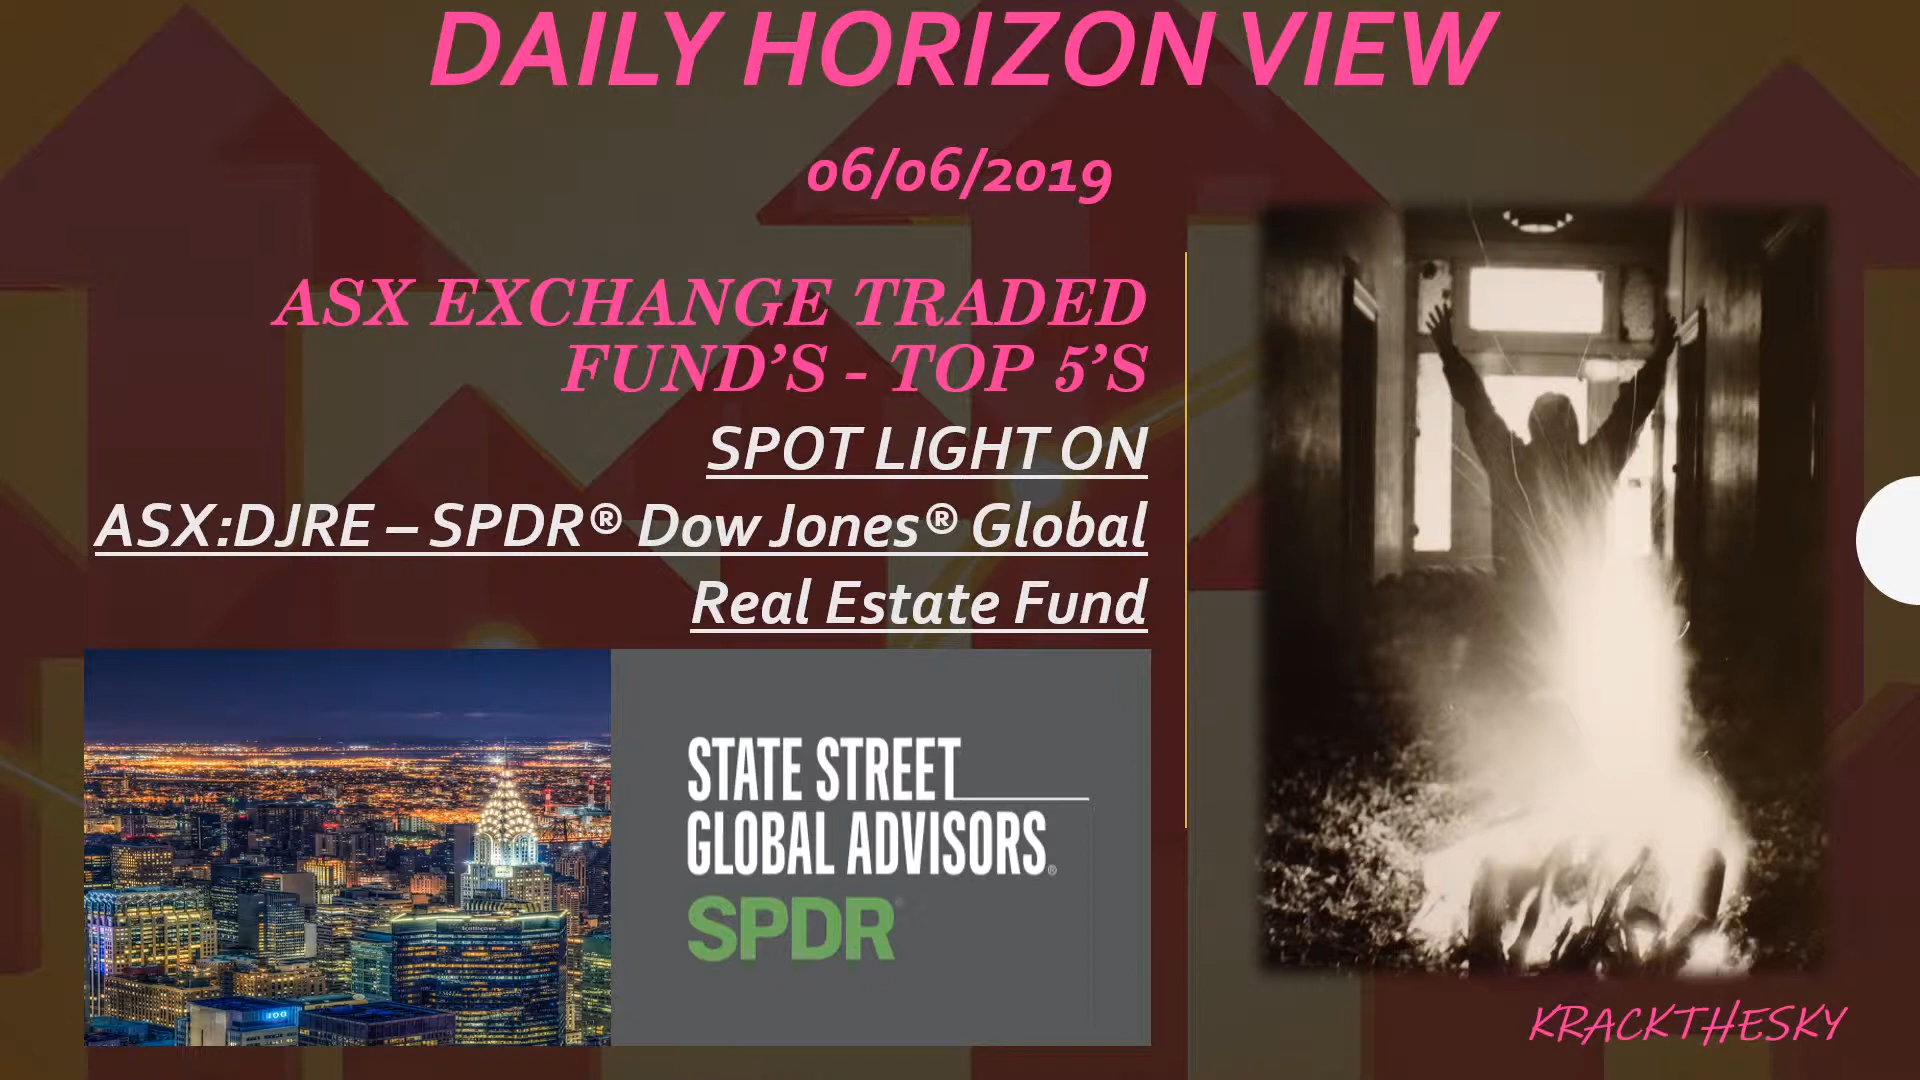 DAILY HORIZON VIEW
06/06/2019
ASX EXCHANGE TRADED
FUND’S - TOP 5’S
SPOT LIGHT ON
ASX:DJRE – SPDR® Dow Jones® Global
Real Estate Fund
STATE STREET
GLOBAL ADVISORS®
SPDR
KRACKTHESKY